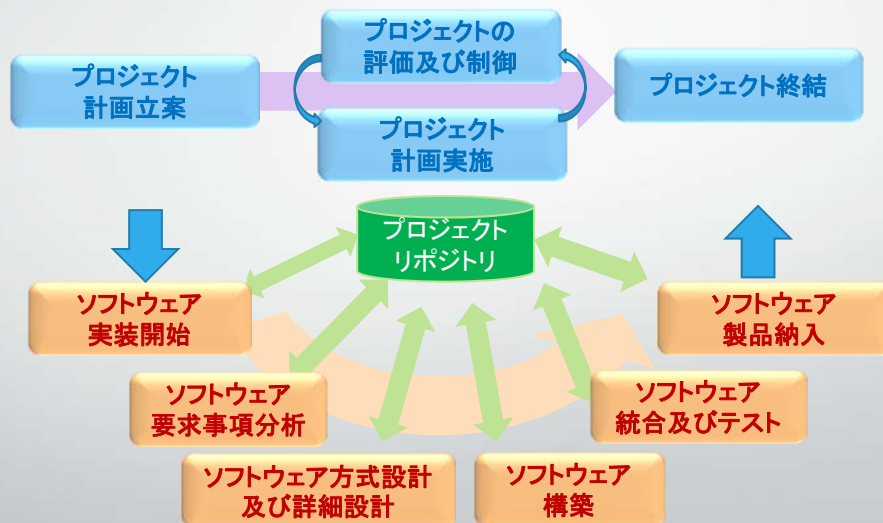 プロジェクトの
評価及び制御
プロジェクト
計画立案
プロジェクト終結
プロジェクト
計画実施
プロジェクト
リポジトリ
ソフトウェア
実装開始
ソフトウェア
製品納入
ソフトウェア
要求事項分析
ソフトウェア
統合及びテスト
ソフトウェア方式設計
及び詳細設計
ソフトウェア
構築